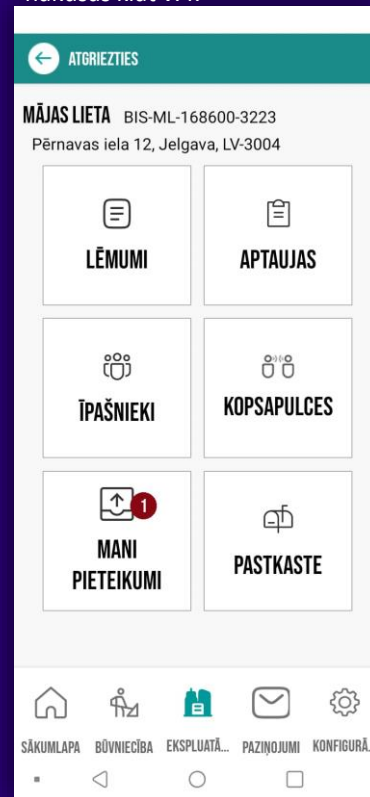 ATGRIEZTIES
MĀJAS LIETA BIS-ML-168600-3223
Pērnavas iela 12, Jelgava, LV-3004
LĒMUMI
APTAUJAS
ĪPAŠNIEKI
KOPSAPULCES
1
MANI
PIETEIKUMI
PASTKASTE
SĀKUMLAPA BŪVNIECĪBA EKSPLUATĀ... PAZIŅOJUMI KONFIGURĀ..